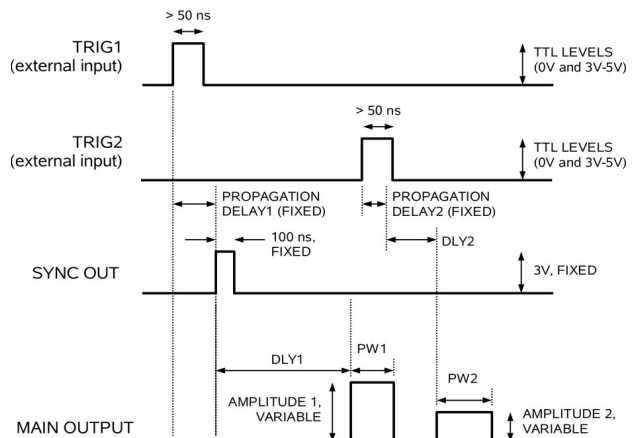 > 50 ns
TRIG1
(external input)
TTL LEVELS
(0V and 3V-5V)
> 50 ns
TRIG2
(external input)
TTL LEVELS
(0V and 3V-5V)
PROPAGATION
DELAY1 (FIXED)
PROPAGATION
DELAY2 (FIXED)
100 ns,
FIXED
DLY2
SYNC OUT
3V, FIXED
DLY1
PW1
PW2
AMPLITUDE 1,
VARIABLE
AMPLITUDE 2,
VARIABLE
MAIN OUTPUT